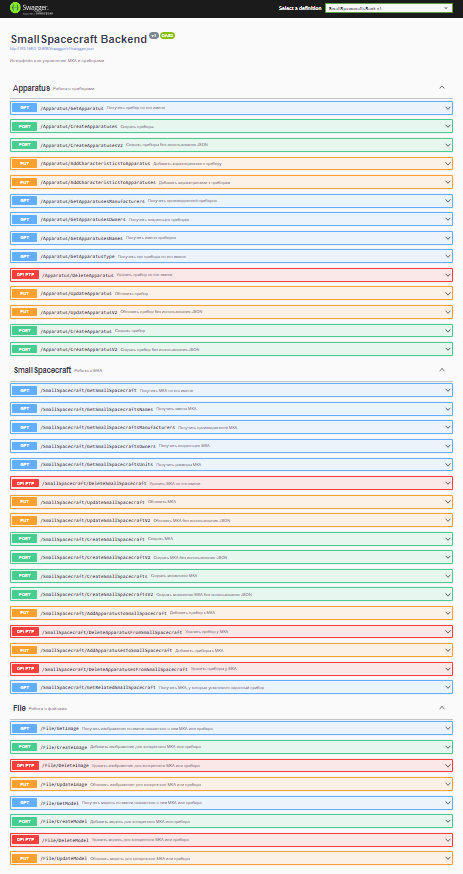 Swagger.
Select a definition
SmallSpacecraft Backend v1
SmallSpacecraft Backend v1 OAS3
Интерфейс для управления МКА и приборами
Apparatus Работа с приборами
GET /Apparatus/GetApparatus Получить прибор по его имени
POST /Apparatus/CreateApparatuses Создать приборы
POST /Apparatus/CreateApparatusesV2 Создать приборы без использования JSON
PUT /Apparatus/AddCharacteristicsToApparatus Добавить характеристики к прибору
PUT /Apparatus/AddCharacteristicsToApparatuses Добавить характеристики к приборам
GET /Apparatus/GetApparatusesManufacturers Получить производителей приборов
GET /Apparatus/GetApparatusesOwners Получить владельцев приборов
GET /Apparatus/GetApparatusesNames Получить имена приборов
GET /Apparatus/GetApparatusType Получить тип прибора по его имени
DELETE /Apparatus/DeleteApparatus Удалить прибор по его имени
PUT /Apparatus/UpdateApparatus Обновить прибор
PUT /Apparatus/UpdateApparatusV2 Обновить прибор без использования JSON
POST /Apparatus/CreateApparatus Создать прибор
POST /Apparatus/CreateApparatusV2 Создать прибор без использования JSON
SmallSpacecraft Работа с МКА
GET /SmallSpacecraft/GetSmallSpacecraft Получить МКА по его имени
GET /SmallSpacecraft/GetSmallSpacecraftsNames Получить имена МКА
GET /SmallSpacecraft/GetSmallSpacecraftsManufacturers Получить производителей МКА
GET /SmallSpacecraft/GetSmallSpacecraftsOwners Получить владельцев МКА
GET /SmallSpacecraft/GetSmallSpacecraftsUnits Получить размеры МКА
DELETE /SmallSpacecraft/DeleteSmallSpacecraft Удалить МКА по его имени
PUT /SmallSpacecraft/UpdateSmallSpacecraft Обновить МКА
PUT /SmallSpacecraft/UpdateSmallSpacecraftV2 Обновить МКА без использования JSON
POST /SmallSpacecraft/CreateSmallSpacecraft Создать МКА
POST /SmallSpacecraft/CreateSmallSpacecraftV2 Создать МКА без использования JSON
POST /SmallSpacecraft/CreateSmallSpacecrafts Создать несколько МКА
POST /SmallSpacecraft/CreateSmallSpacecraftsV2 Создать несколько МКА без использования JSON
PUT /SmallSpacecraft/AddApparatusToSmallSpacecraft Добавить прибор к МКА
DELETE /SmallSpacecraft/DeleteApparatusFromSmallSpacecraft Удалить прибор у МКА
PUT /SmallSpacecraft/AddApparatusesToSmallSpacecraft Добавить приборы к МКА
DELETE /SmallSpacecraft/DeleteApparatusesFromSmallSpacecraft Удалить приборы у МКА
GET /SmallSpacecraft/GetRelatedSmallSpacecraft Получить МКА, у которых установлен заданный прибор
File Работа с файлами
GET /File/GetImage Получить изображение по имени связанного с ним МКА или прибора
POST /File/CreateImage Добавить изображение для конкретного МКА или прибора
DELETE /File/DeleteImage Удалить изображение для конкретного МКА или прибора
PUT /File/UpdateImage Обновить изображение для конкретного МКА или прибора
GET /File/GetModel Получить модель по имени связанного с ней МКА или прибора
POST /File/CreateModel Добавить модель для конкретного МКА или прибора
DELETE /File/DeleteModel Удалить модель для конкретного МКА или прибора
PUT /File/UpdateModel Обновить модель для конкретного МКА или прибора